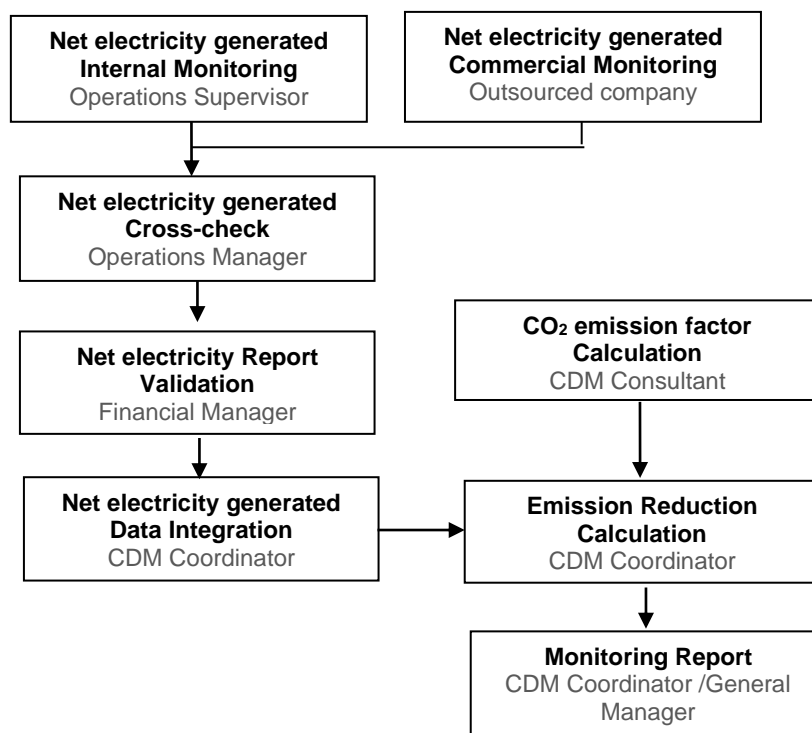 Net electricity generated
Internal Monitoring
Operations Supervisor
Net electricity generated
Commercial Monitoring
Outsourced company
Net electricity generated
Cross-check
Operations Manager
Net electricity Report
Validation
Financial Manager
CO₂ emission factor
Calculation
CDM Consultant
Net electricity generated
Data Integration
CDM Coordinator
Emission Reduction
Calculation
CDM Coordinator
Monitoring Report
CDM Coordinator /General
Manager